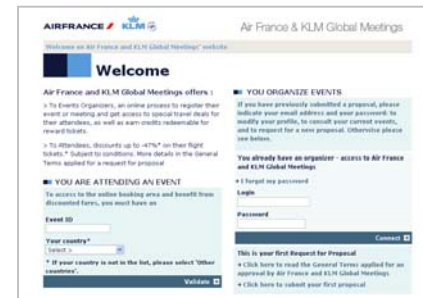 AIRFRANCE KLM
Air France & KLM Global Meetings
Welcome on Air France and KLM Global Meetings' website
Welcome
Air France and KLM Global Meetings offers :
> To Events Organizers, an online process to register their
event or meeting and get access to special travel deals for
their attendees, as well as earn credits redeemable for
reward tickets.
> To Attendees, discounts up to -47%* on their flight
tickets.* Subject to conditions. More details in the General
Terms applied for a request for proposal
YOU ARE ATTENDING AN EVENT
To access to the online booking area and benefit from
discounted fares, you must have an
Event ID
Your country*
Select >
* If your country is not in the list, please select 'Other
countries'.
Validate
YOU ORGANIZE EVENTS
If you have previously submitted a proposal, please
indicate your email address and your password: to
modify your profile, to consult your current events,
and to request for a new proposal. Otherwise please
see below.
You already have an organizer - access to Air France
and KLM Global Meetings
I forgot my password
Login
Password
Connect
This is your first Request for Proposal
Click here to read the General Terms applied for an
approval by Air France and KLM Global Meetings
Click here to submit your first proposal